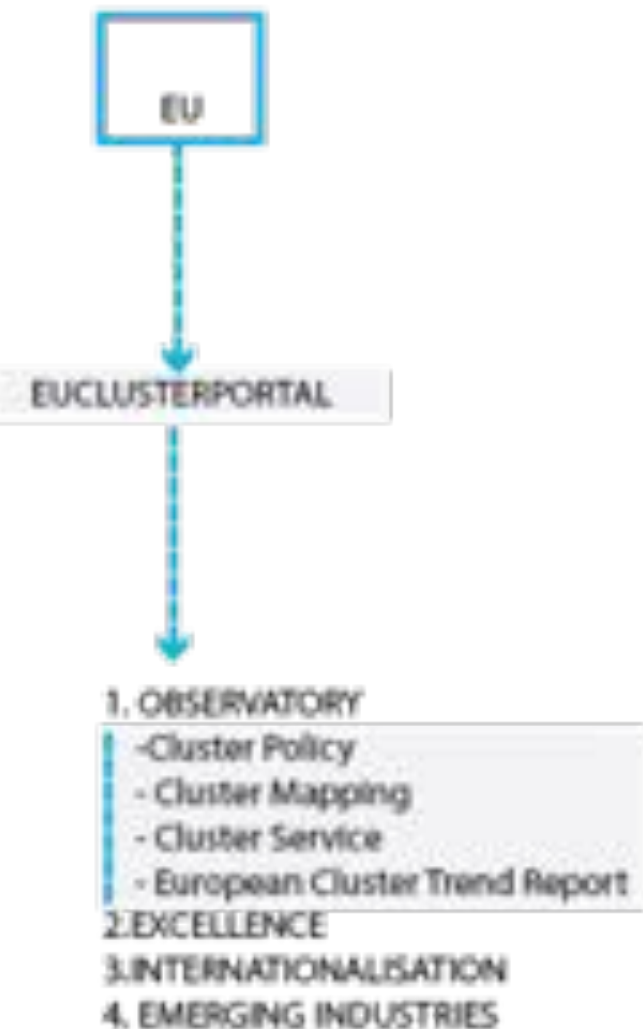 EU
EUCLUSTERPORTAL
1. OBSERVATORY
-Cluster Policy
- Cluster Mapping
- Cluster Service
- European Cluster Trend Report
2.EXCELLENCE
3.INTERNATIONALISATION
4. EMERGING INDUSTRIES